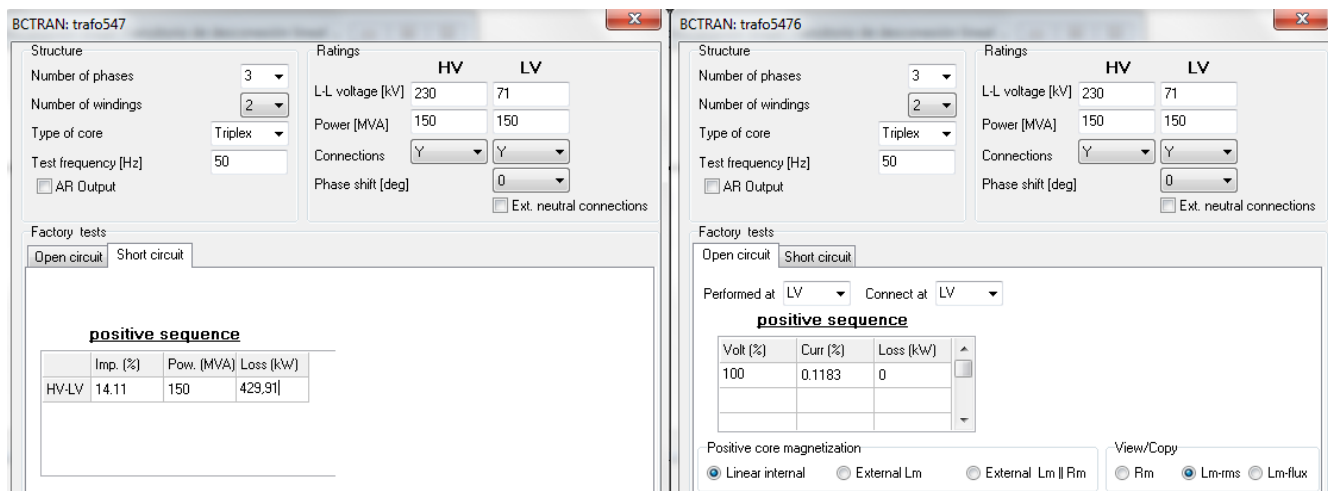 BCTRAN: trafo547
X
Structure
Number of phases 3
Number of windings 2
Type of core Triplex
Test frequency [Hz] 50
AR Output
Ratings
HV LV
L-L voltage [kV] 230 71
Power [MVA] 150 150
Connections Y Y
Phase shift [deg] 0
Ext. neutral connections
Factory tests
Open circuit Short circuit
positive sequence
Imp. (%) Pow. (MVA) Loss (kW)
HV-LV 14.11 150 429,91
BCTRAN: trafo5476
X
Structure
Number of phases 3
Number of windings 2
Type of core Triplex
Test frequency [Hz] 50
AR Output
Ratings
HV LV
L-L voltage [kV] 230 71
Power [MVA] 150 150
Connections Y Y
Phase shift [deg] 0
Ext. neutral connections
Factory tests
Open circuit Short circuit
Performed at LV Connect at LV
positive sequence
Volt (%) Curr (%) Loss (kW)
100 0.1183 0
Positive core magnetization
Linear internal External Lm External Lm || Rm
View/Copy
Rm Lm-rms Lm-flux